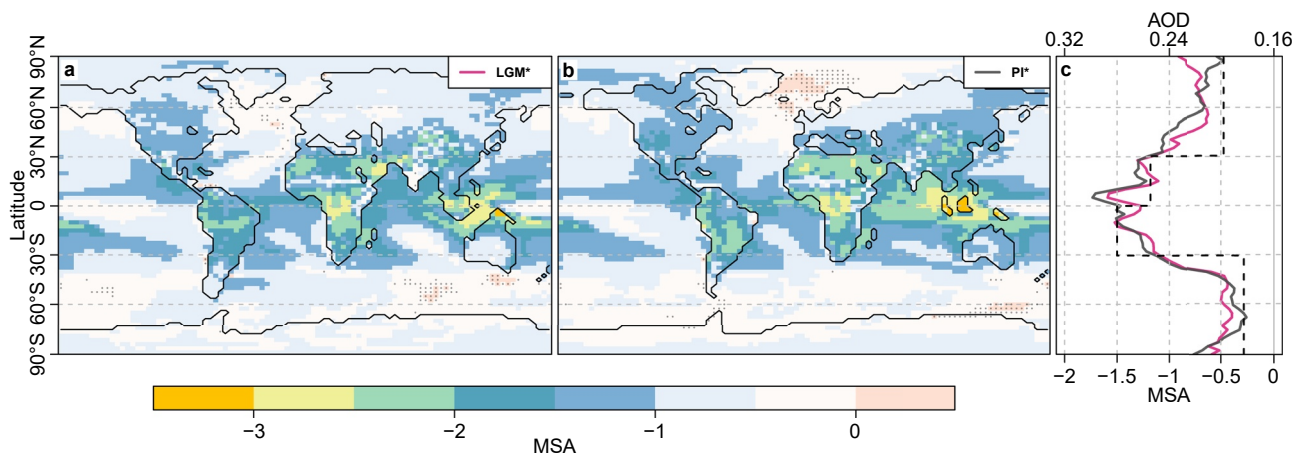 AOD
0.32 0.24 0.16
a LGM*
b PI*
c
Latitude
90°N
60°N
30°N
0
30°S
60°S
90°S
−2 −1.5 −1 −0.5 0
MSA
−3 −2 −1 0
MSA